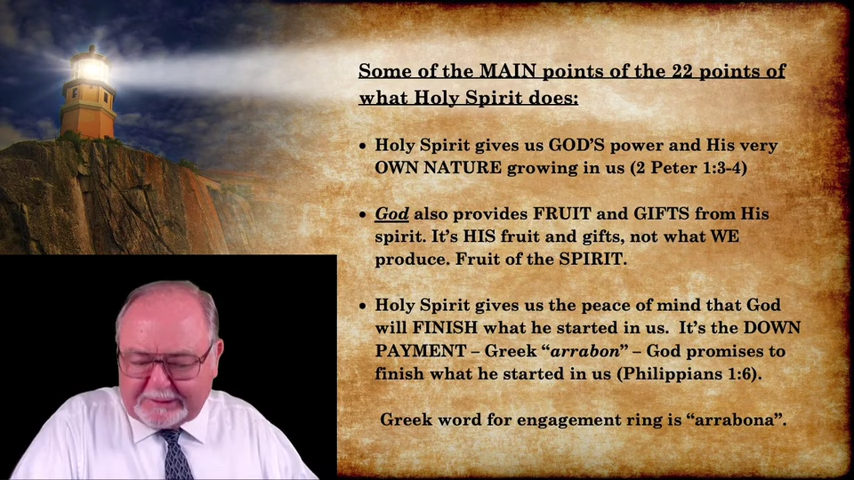 Some of the MAIN points of the 22 points of
what Holy Spirit does:
• Holy Spirit gives us GOD'S power and His very
OWN NATURE growing in us (2 Peter 1:3-4)
• God also provides FRUIT and GIFTS from His
spirit. It's HIS fruit and gifts, not what WE
produce. Fruit of the SPIRIT.
• Holy Spirit gives us the peace of mind that God
will FINISH what he started in us.  It's the DOWN
PAYMENT – Greek “arrabon” – God promises to
finish what he started in us (Philippians 1:6).
Greek word for engagement ring is “arrabona”.